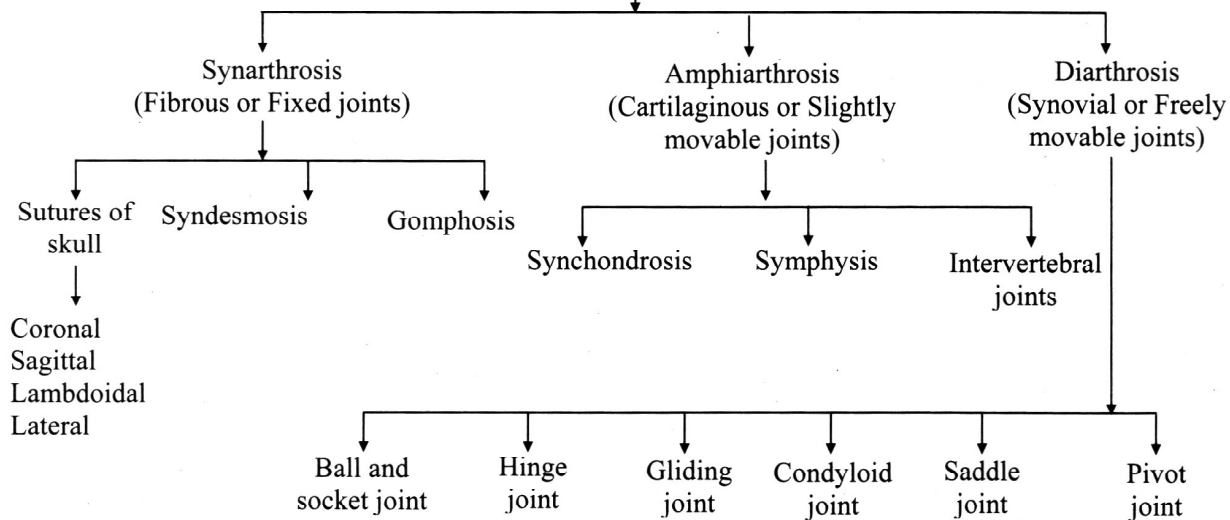 Synarthrosis
(Fibrous or Fixed joints)
Amphiarthrosis
(Cartilaginous or Slightly
movable joints)
Diarthrosis
(Synovial or Freely
movable joints)
Sutures of
skull
Syndesmosis
Gomphosis
Synchondrosis
Symphysis
Intervertebral
joints
Coronal
Sagittal
Lambdoidal
Lateral
Ball and
socket joint
Hinge
joint
Gliding
joint
Condyloid
joint
Saddle
joint
Pivot
joint